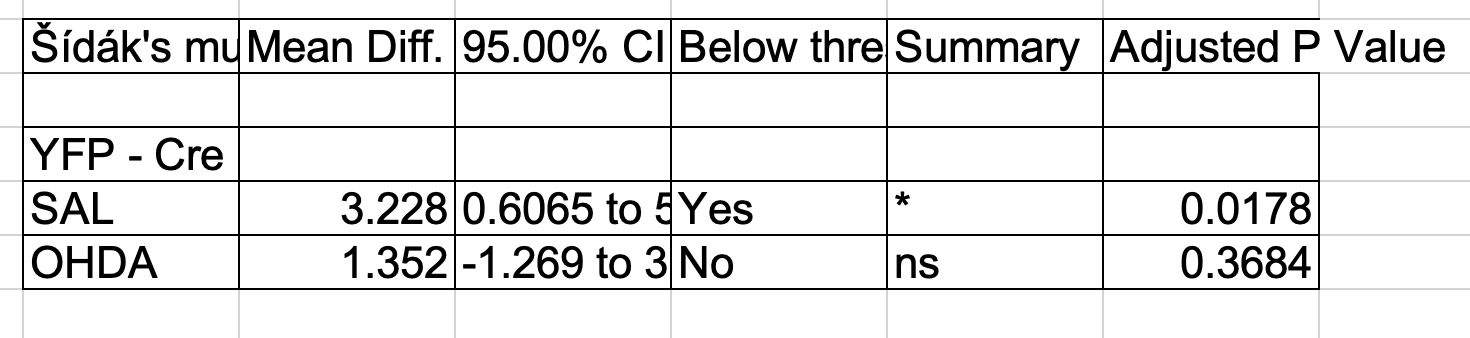 Šídák's mu Mean Diff. 95.00% CI Below thre Summary Adjusted P Value
YFP - Cre
SAL 3.228 0.6065 to 5 Yes * 0.0178
OHDA 1.352 -1.269 to 3 No ns 0.3684